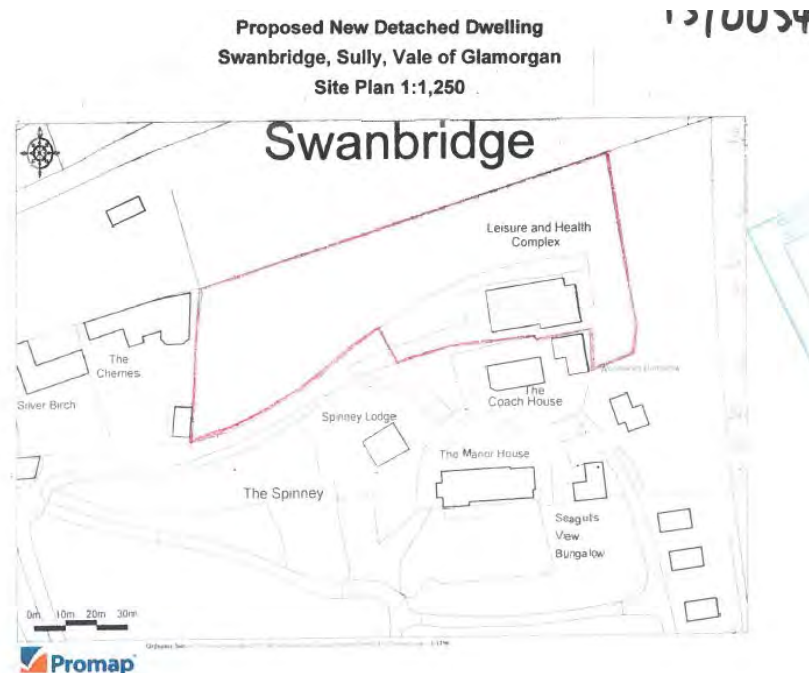 Proposed New Detached Dwelling
13/0034
Swanbridge, Sully, Vale of Glamorgan
Site Plan 1:1,250
Swanbridge
Leisure and Health
Complex
The
Cherries
Silver Birch
The
Coach House
Spinney Lodge
The Manor House
The Spinney
Seagulls
View
Bungalow
0m 10m 20m 30m
Promap